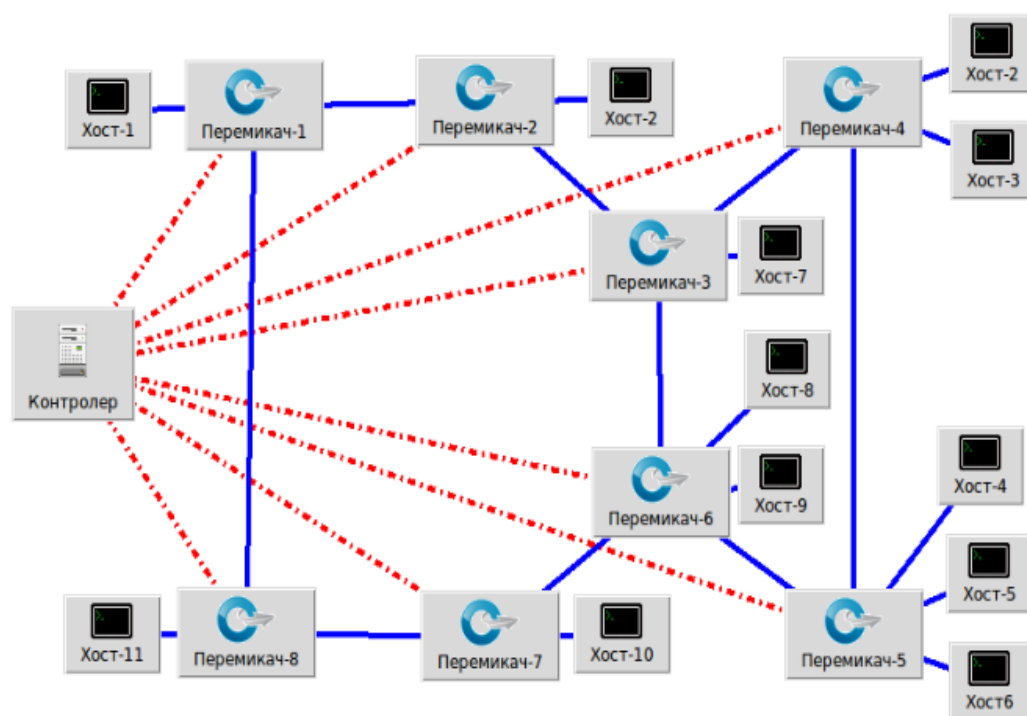 Хост-1
Перемикач-1
Перемикач-2
Хост-2
Перемикач-4
Хост-2
Хост-3
Перемикач-3
Хост-7
Контролер
Хост-8
Перемикач-6
Хост-9
Хост-4
Хост-5
Хост-11
Перемикач-8
Перемикач-7
Хост-10
Перемикач-5
Хост6